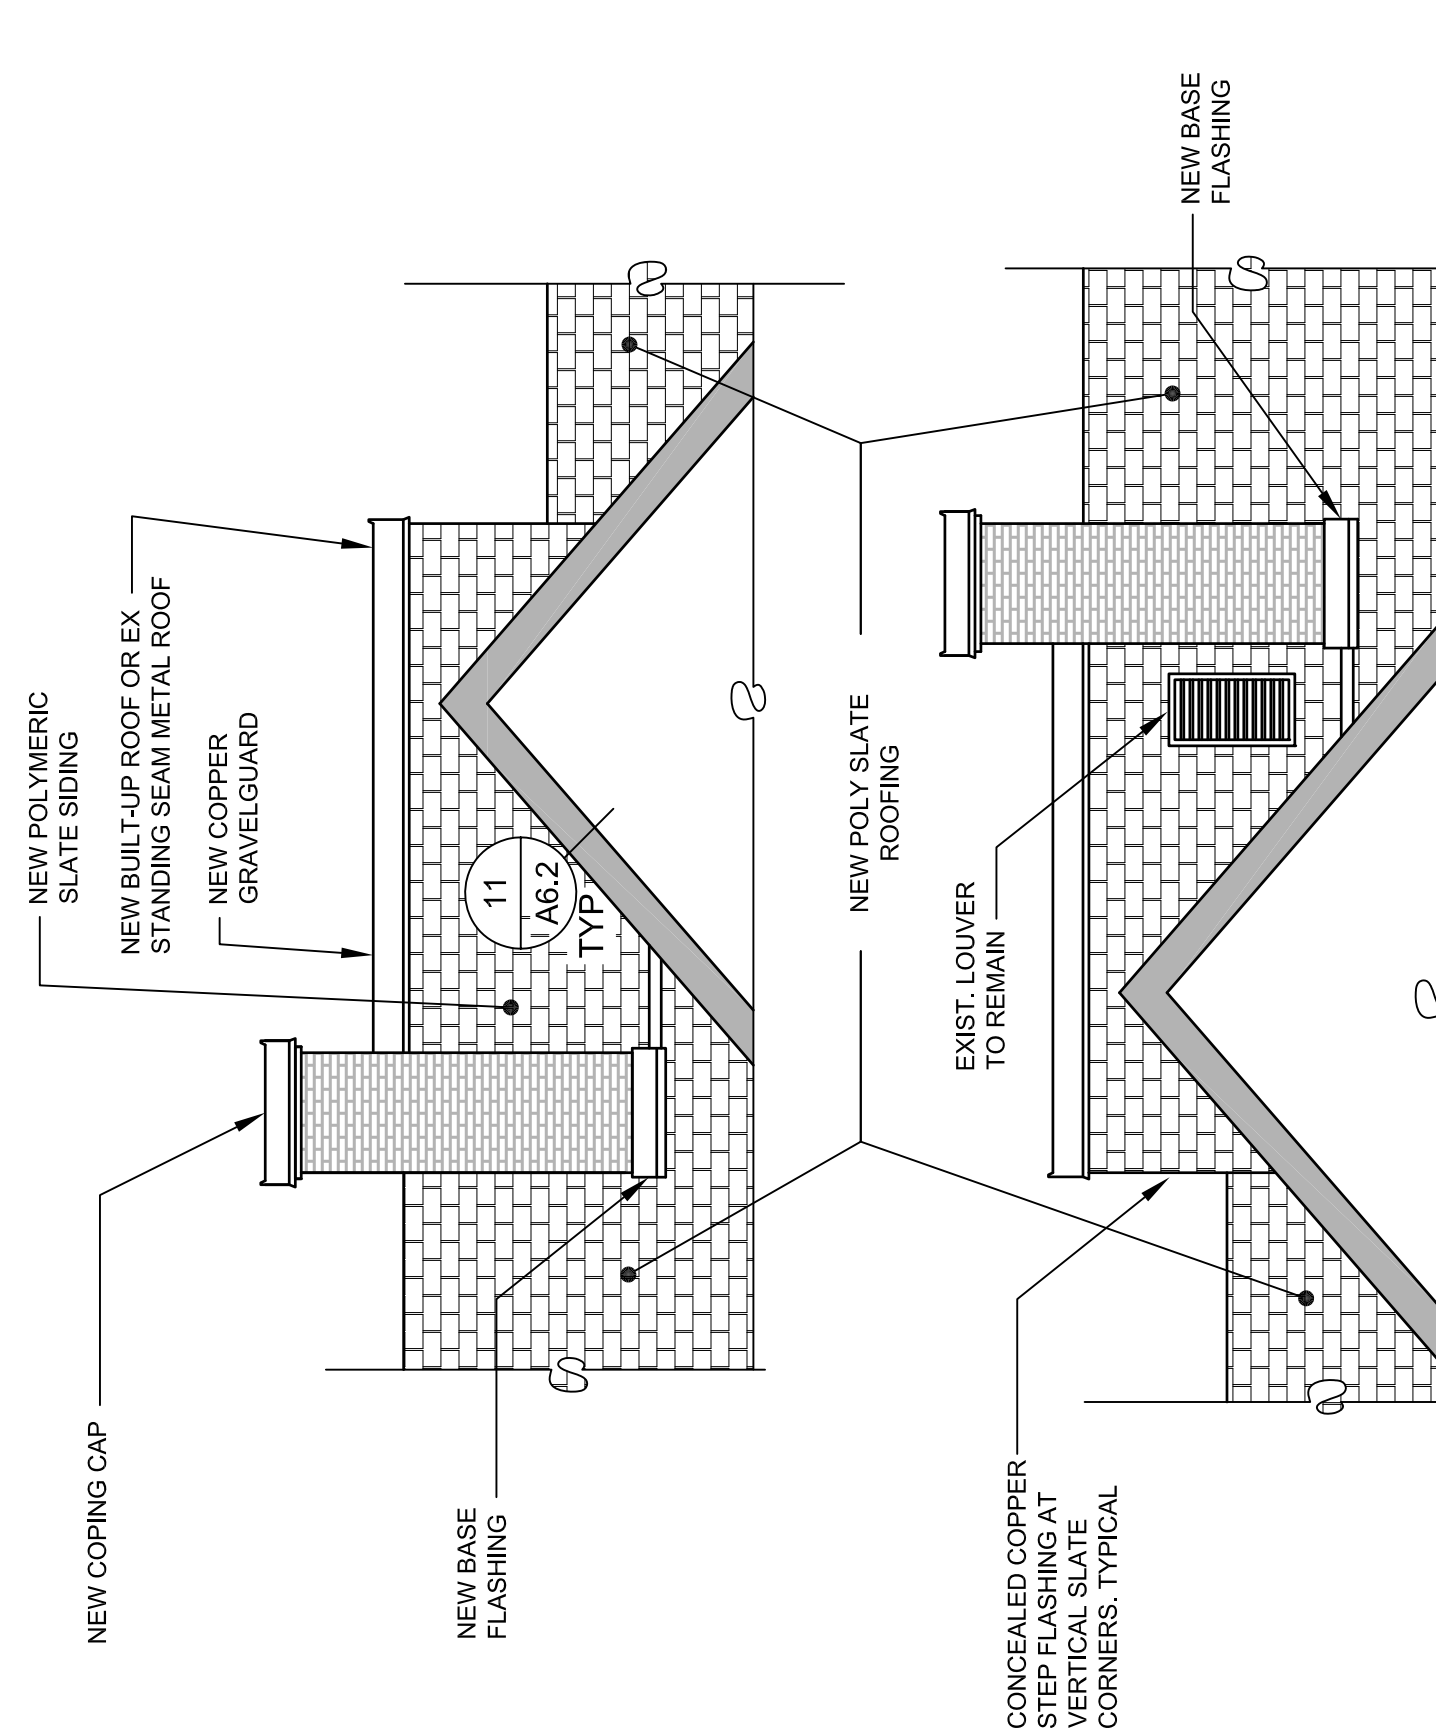 NEW COPING CAP
NEW POLYMERIC
SLATE SIDING
NEW BUILT-UP ROOF OR EX
STANDING SEAM METAL ROOF
NEW COPPER
GRAVELGUARD
11
A6.2
TYP
NEW BASE
FLASHING
NEW POLY SLATE
ROOFING
EXIST. LOUVER
TO REMAIN
NEW BASE
FLASHING
CONCEALED COPPER
STEP FLASHING AT
VERTICAL SLATE
CORNERS. TYPICAL